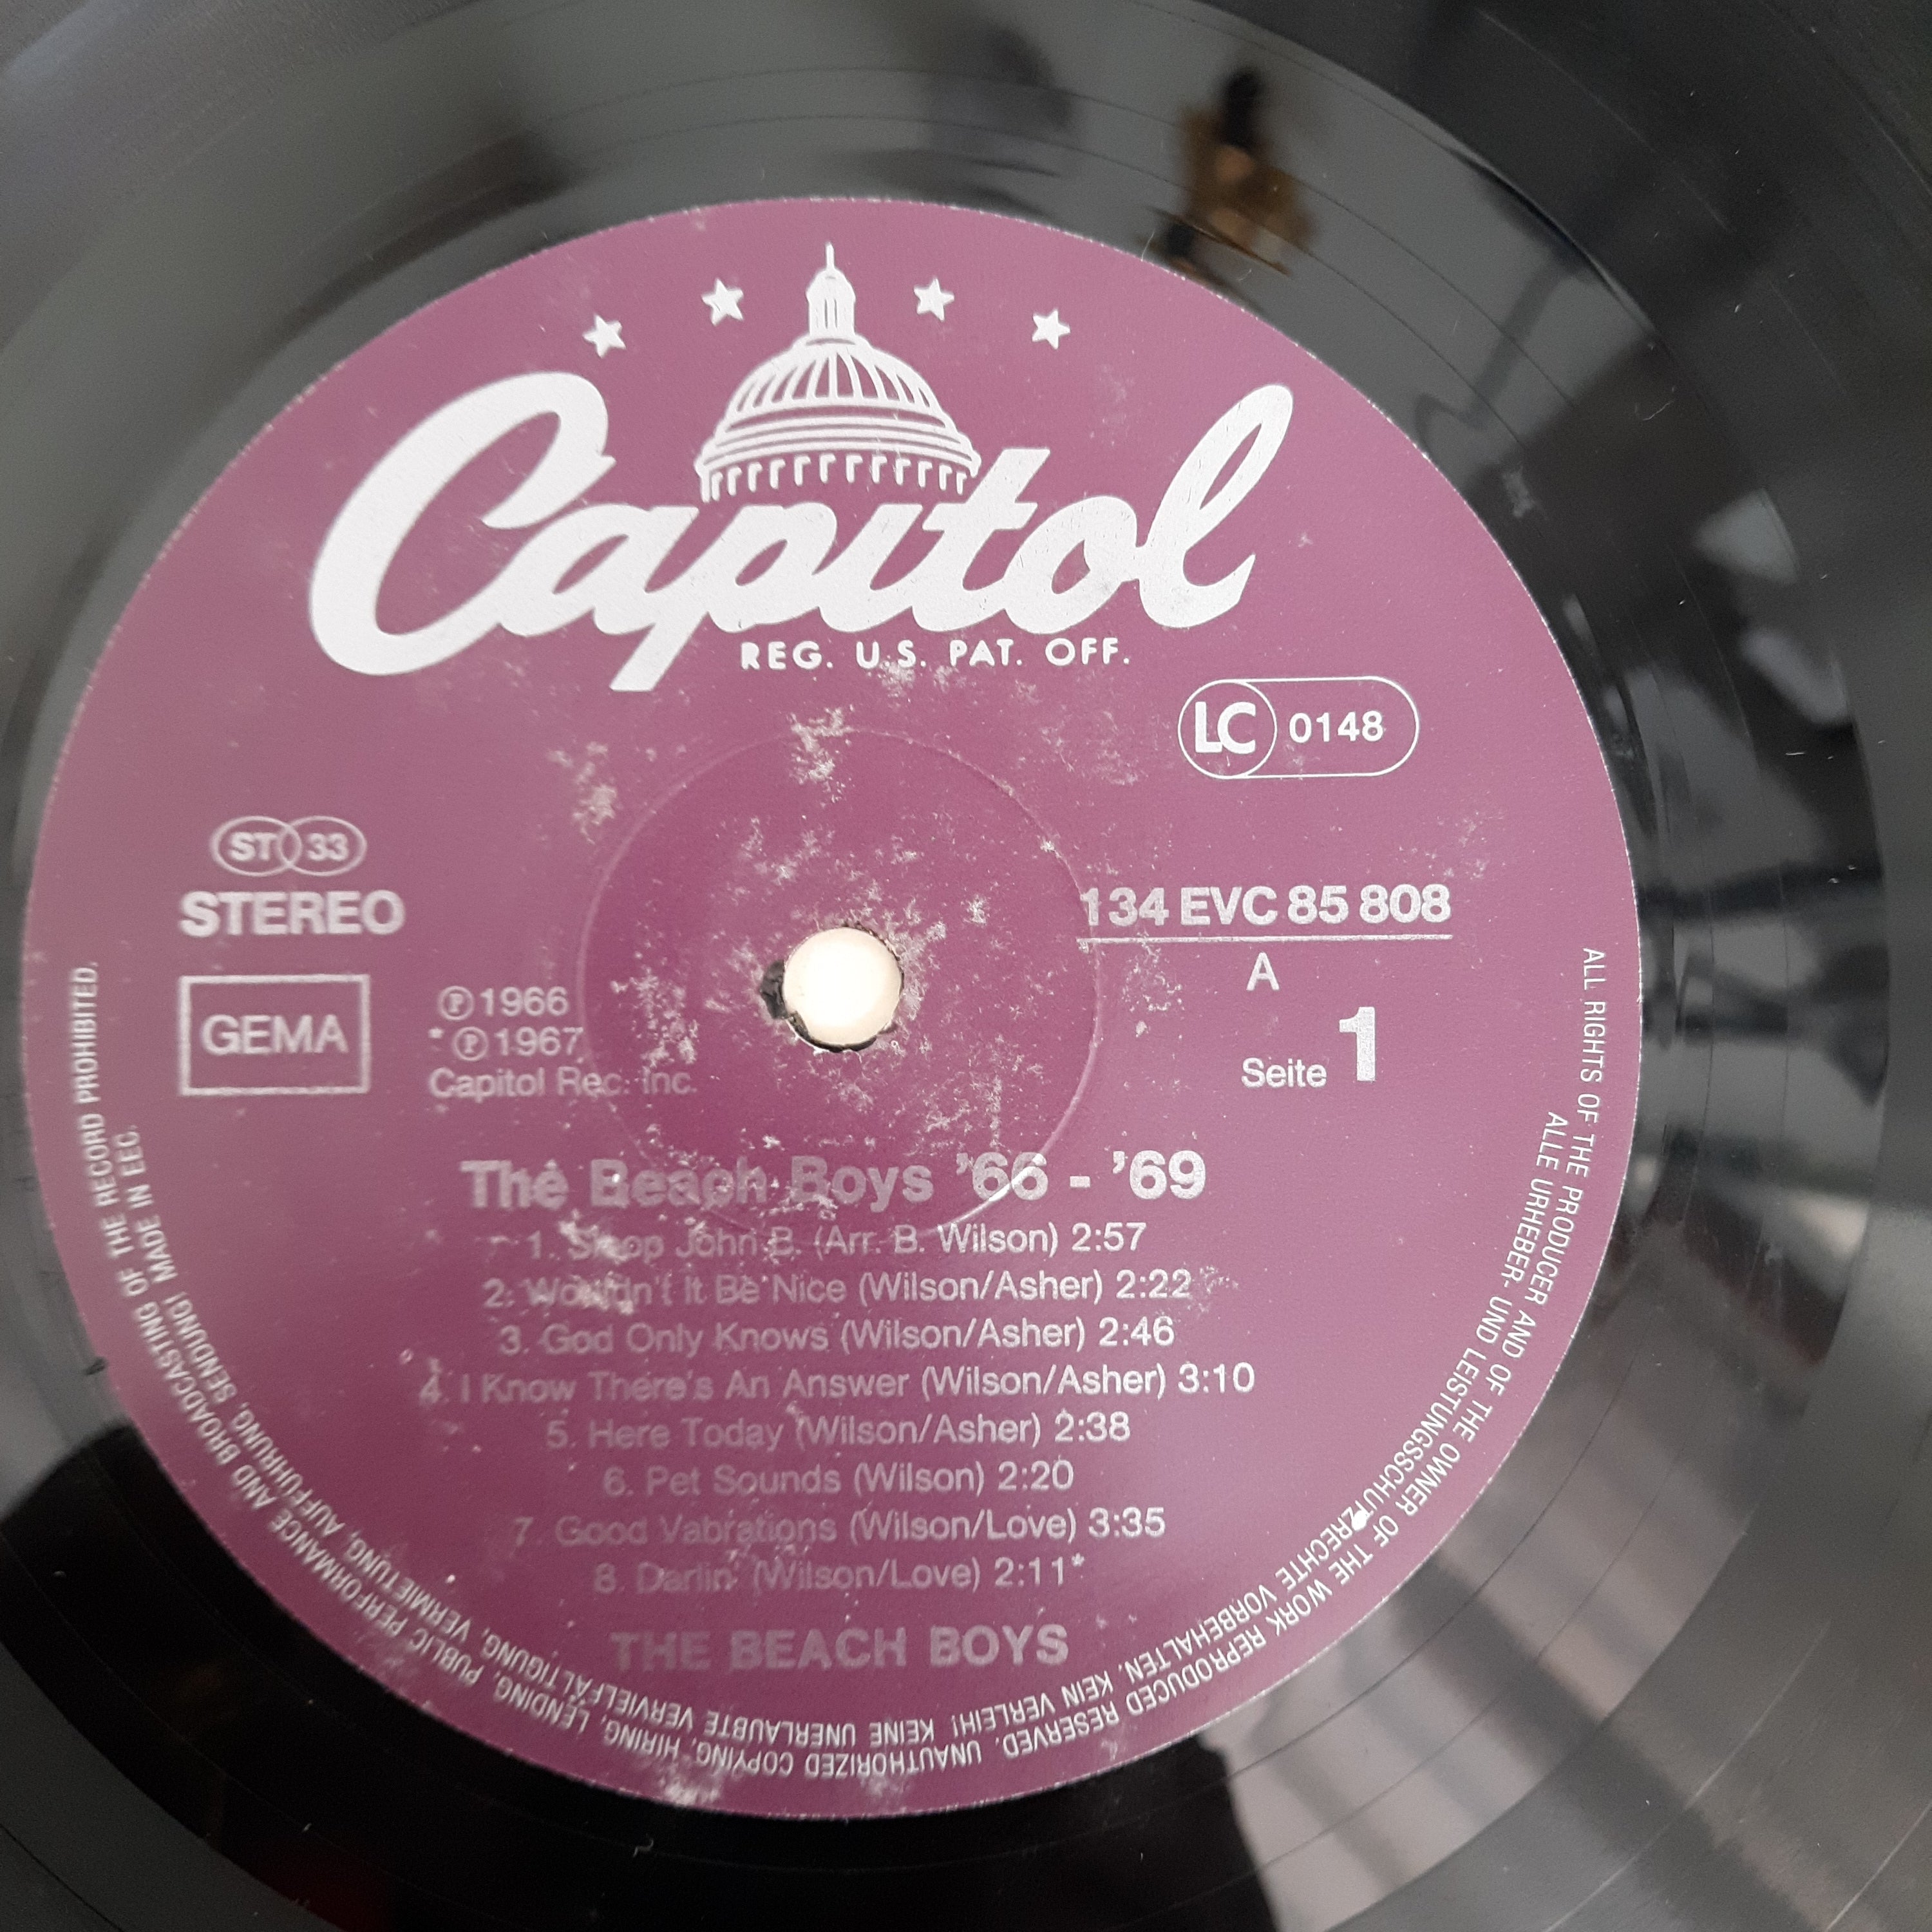 Capitol
REG. U.S. PAT. OFF.
LC 0148
ST 33
STEREO
134 EVC 85 808
A
GEMA
Seite 1
℗ 1966
* ℗ 1967
Capitol Rec. Inc.
The Beach Boys '66 - '69
1. Sloop John B. (Arr. B. Wilson) 2:57
2. Wouldn't It Be Nice (Wilson/Asher) 2:22
3. God Only Knows (Wilson/Asher) 2:46
4. I Know There's An Answer (Wilson/Asher) 3:10
5. Here Today (Wilson/Asher) 2:38
6. Pet Sounds (Wilson) 2:20
7. Good Vabrations (Wilson/Love) 3:35
8. Darlin' (Wilson/Love) 2:11*
THE BEACH BOYS
ALL RIGHTS OF THE PRODUCER AND OF THE OWNER OF THE WORK REPRODUCED RESERVED. UNAUTHORIZED COPYING, HIRING, LENDING, PUBLIC PERFORMANCE AND BROADCASTING OF THE RECORD PROHIBITED.
ALLE URHEBER- UND LEISTUNGSSCHUTZRECHTE VORBEHALTEN. KEIN VERLEIH! KEINE UNERLAUBTE VERVIELFÄLTIGUNG, VERMIETUNG, AUFFÜHRUNG, SENDUNG! MADE IN EEC.